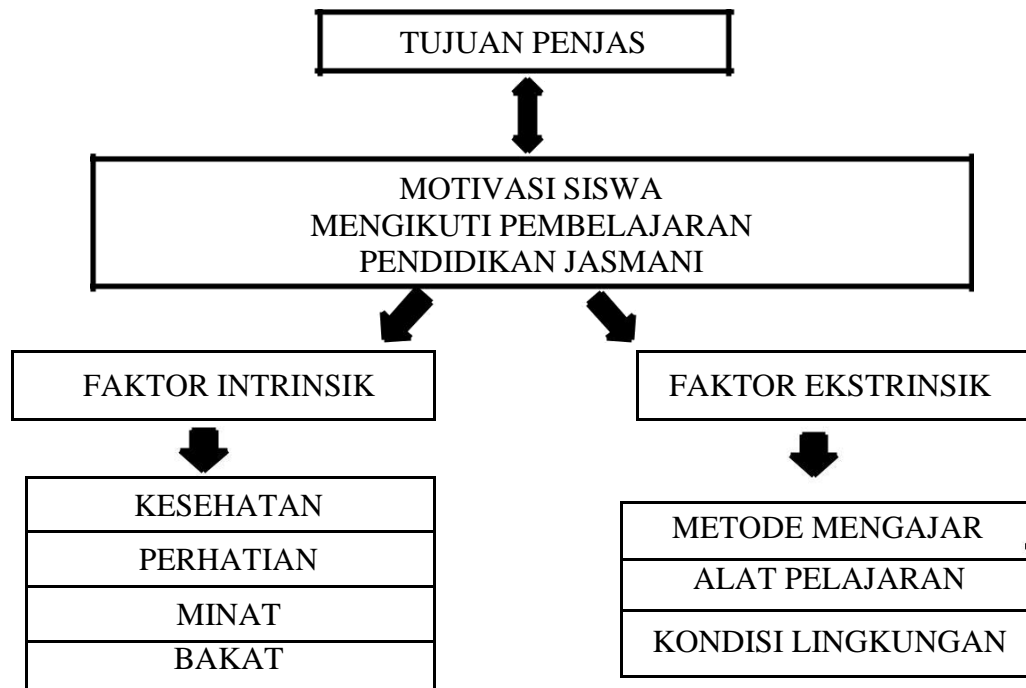 TUJUAN PENJAS
MOTIVASI SISWA
MENGIKUTI PEMBELAJARAN
PENDIDIKAN JASMANI
FAKTOR INTRINSIK
FAKTOR EKSTRINSIK
KESEHATAN
PERHATIAN
MINAT
BAKAT
METODE MENGAJAR
ALAT PELAJARAN
KONDISI LINGKUNGAN